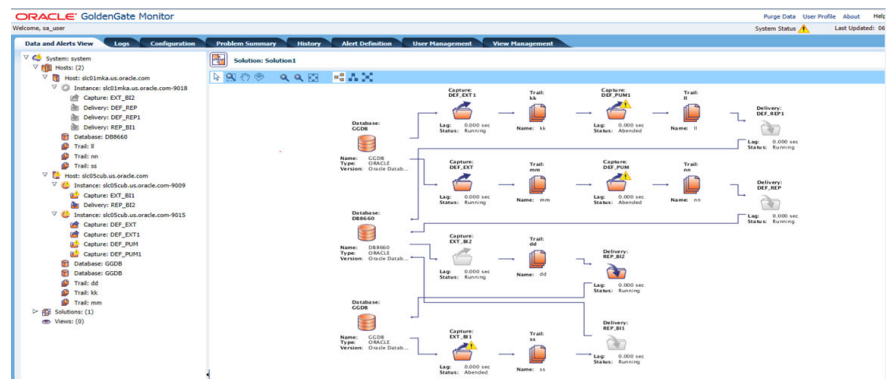 ORACLE GoldenGate Monitor
Purge Data User Profile About Help
Welcome, sa_user
System Status Last Updated: 06
Data and Alerts View Logs Configuration Problem Summary History Alert Definition User Management View Management
System: system
Hosts: (2)
Host: slc01mka.us.oracle.com
Instance: slc01mka.us.oracle.com-9018
Capture: EXT_BI2
Delivery: DEF_REP
Delivery: DEF_REP1
Delivery: REP_BI1
Database: DB8660
Trail: ll
Trail: nn
Trail: ss
Host: slc05cub.us.oracle.com
Instance: slc05cub.us.oracle.com-9009
Capture: EXT_BI1
Delivery: REP_BI2
Instance: slc05cub.us.oracle.com-9015
Capture: DEF_EXT
Capture: DEF_EXT1
Capture: DEF_PUM
Capture: DEF_PUM1
Database: GGDB
Database: GGDB
Trail: dd
Trail: kk
Trail: mm
Solutions: (1)
Views: (0)
Solution: Solution1
Database:
GGDB
Name: GGDB
Type: ORACLE
Version: Oracle Datab...
Capture:
DEF_EXT1
Lag: 0.000 sec
Status: Running
Trail:
kk
Name: kk
Capture:
DEF_PUM1
Lag: 0.000 sec
Status: Abended
Trail:
ll
Name: ll
Delivery:
DEF_REP1
Lag: 0.000 sec
Status: Running
Capture:
DEF_EXT
Lag: 0.000 sec
Status: Running
Trail:
mm
Name: mm
Capture:
DEF_PUM
Lag: 0.000 sec
Status: Abended
Trail:
nn
Name: nn
Delivery:
DEF_REP
Lag: 0.000 sec
Status: Running
Database:
DB8660
Name: DB8660
Type: ORACLE
Version: Oracle Datab...
Capture:
EXT_BI2
Lag: 0.000 sec
Status: Running
Trail:
dd
Name: dd
Delivery:
REP_BI2
Lag: 0.000 sec
Status: Running
Database:
GGDB
Name: GGDB
Type: ORACLE
Version: Oracle Datab...
Capture:
EXT_BI1
Lag: 0.000 sec
Status: Abended
Trail:
ss
Name: ss
Delivery:
REP_BI1
Lag: 0.000 sec
Status: Running